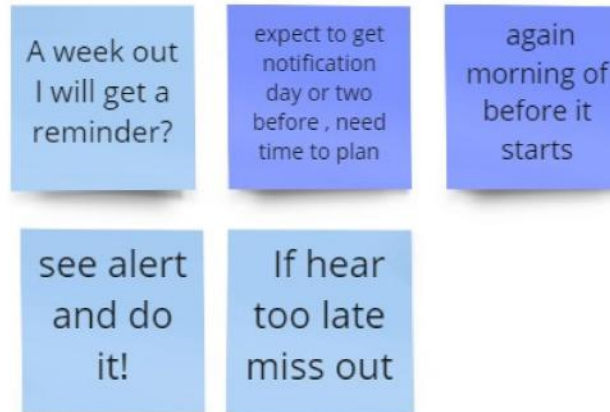 A week out
I will get a
reminder?
expect to get
notification
day or two
before , need
time to plan
again
morning of
before it
starts
see alert
and do
it!
If hear
too late
miss out